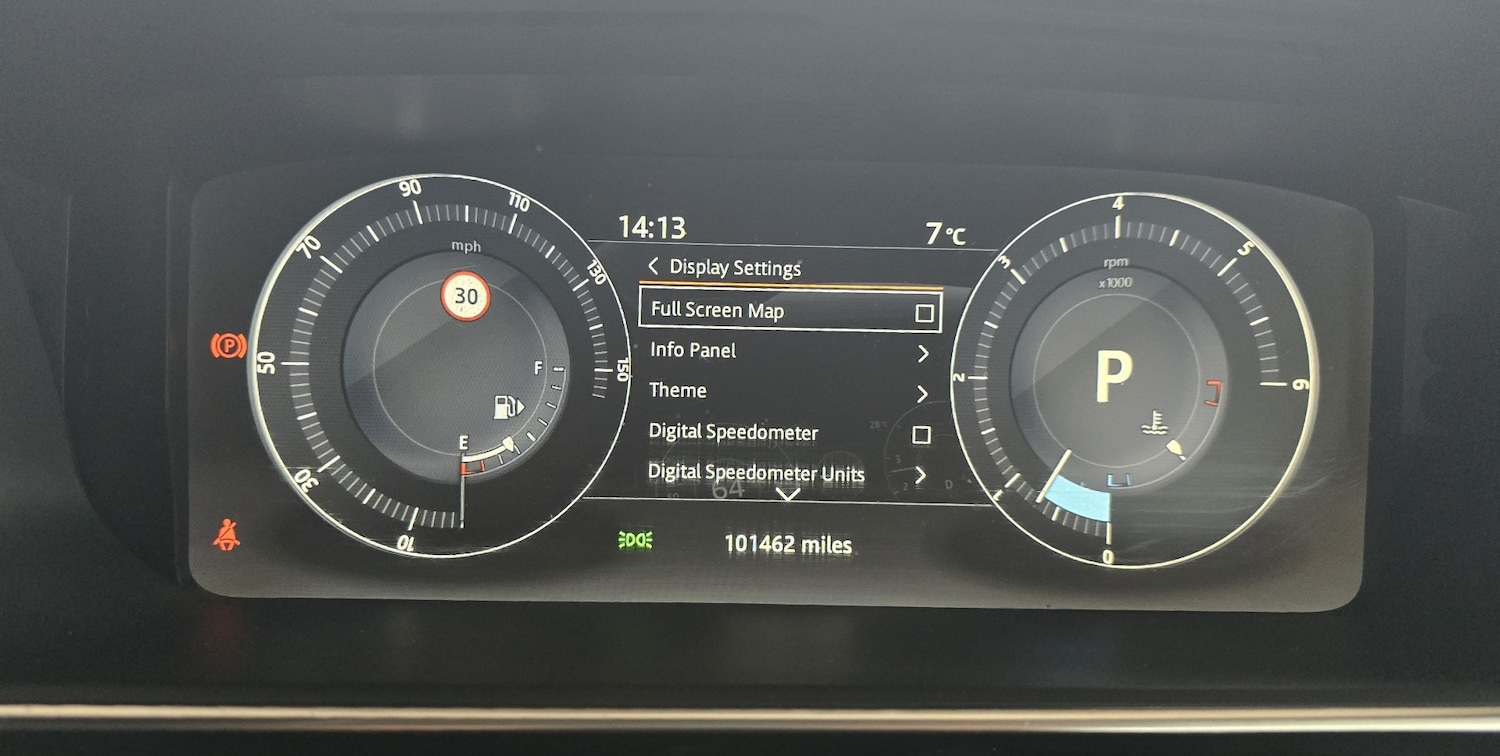 14:13
7 °C
Display Settings
Full Screen Map
Info Panel
Theme
Digital Speedometer
Digital Speedometer Units
101462 miles
mph
30
10
30
50
70
90
110
130
150
F
E
P
rpm
x1000
0
1
2
3
4
5
6
P
64
D